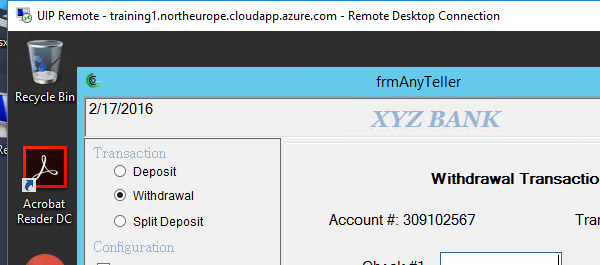 UIP Remote - training1.northeurope.cloudapp.azure.com - Remote Desktop Connection
Recycle Bin
frmAnyTeller
2/17/2016
XYZ BANK
Transaction
Deposit
Withdrawal
Split Deposit
Configuration
Withdrawal Transactio
Account #: 309102567
Tran
Check #1
Acrobat
Reader DC